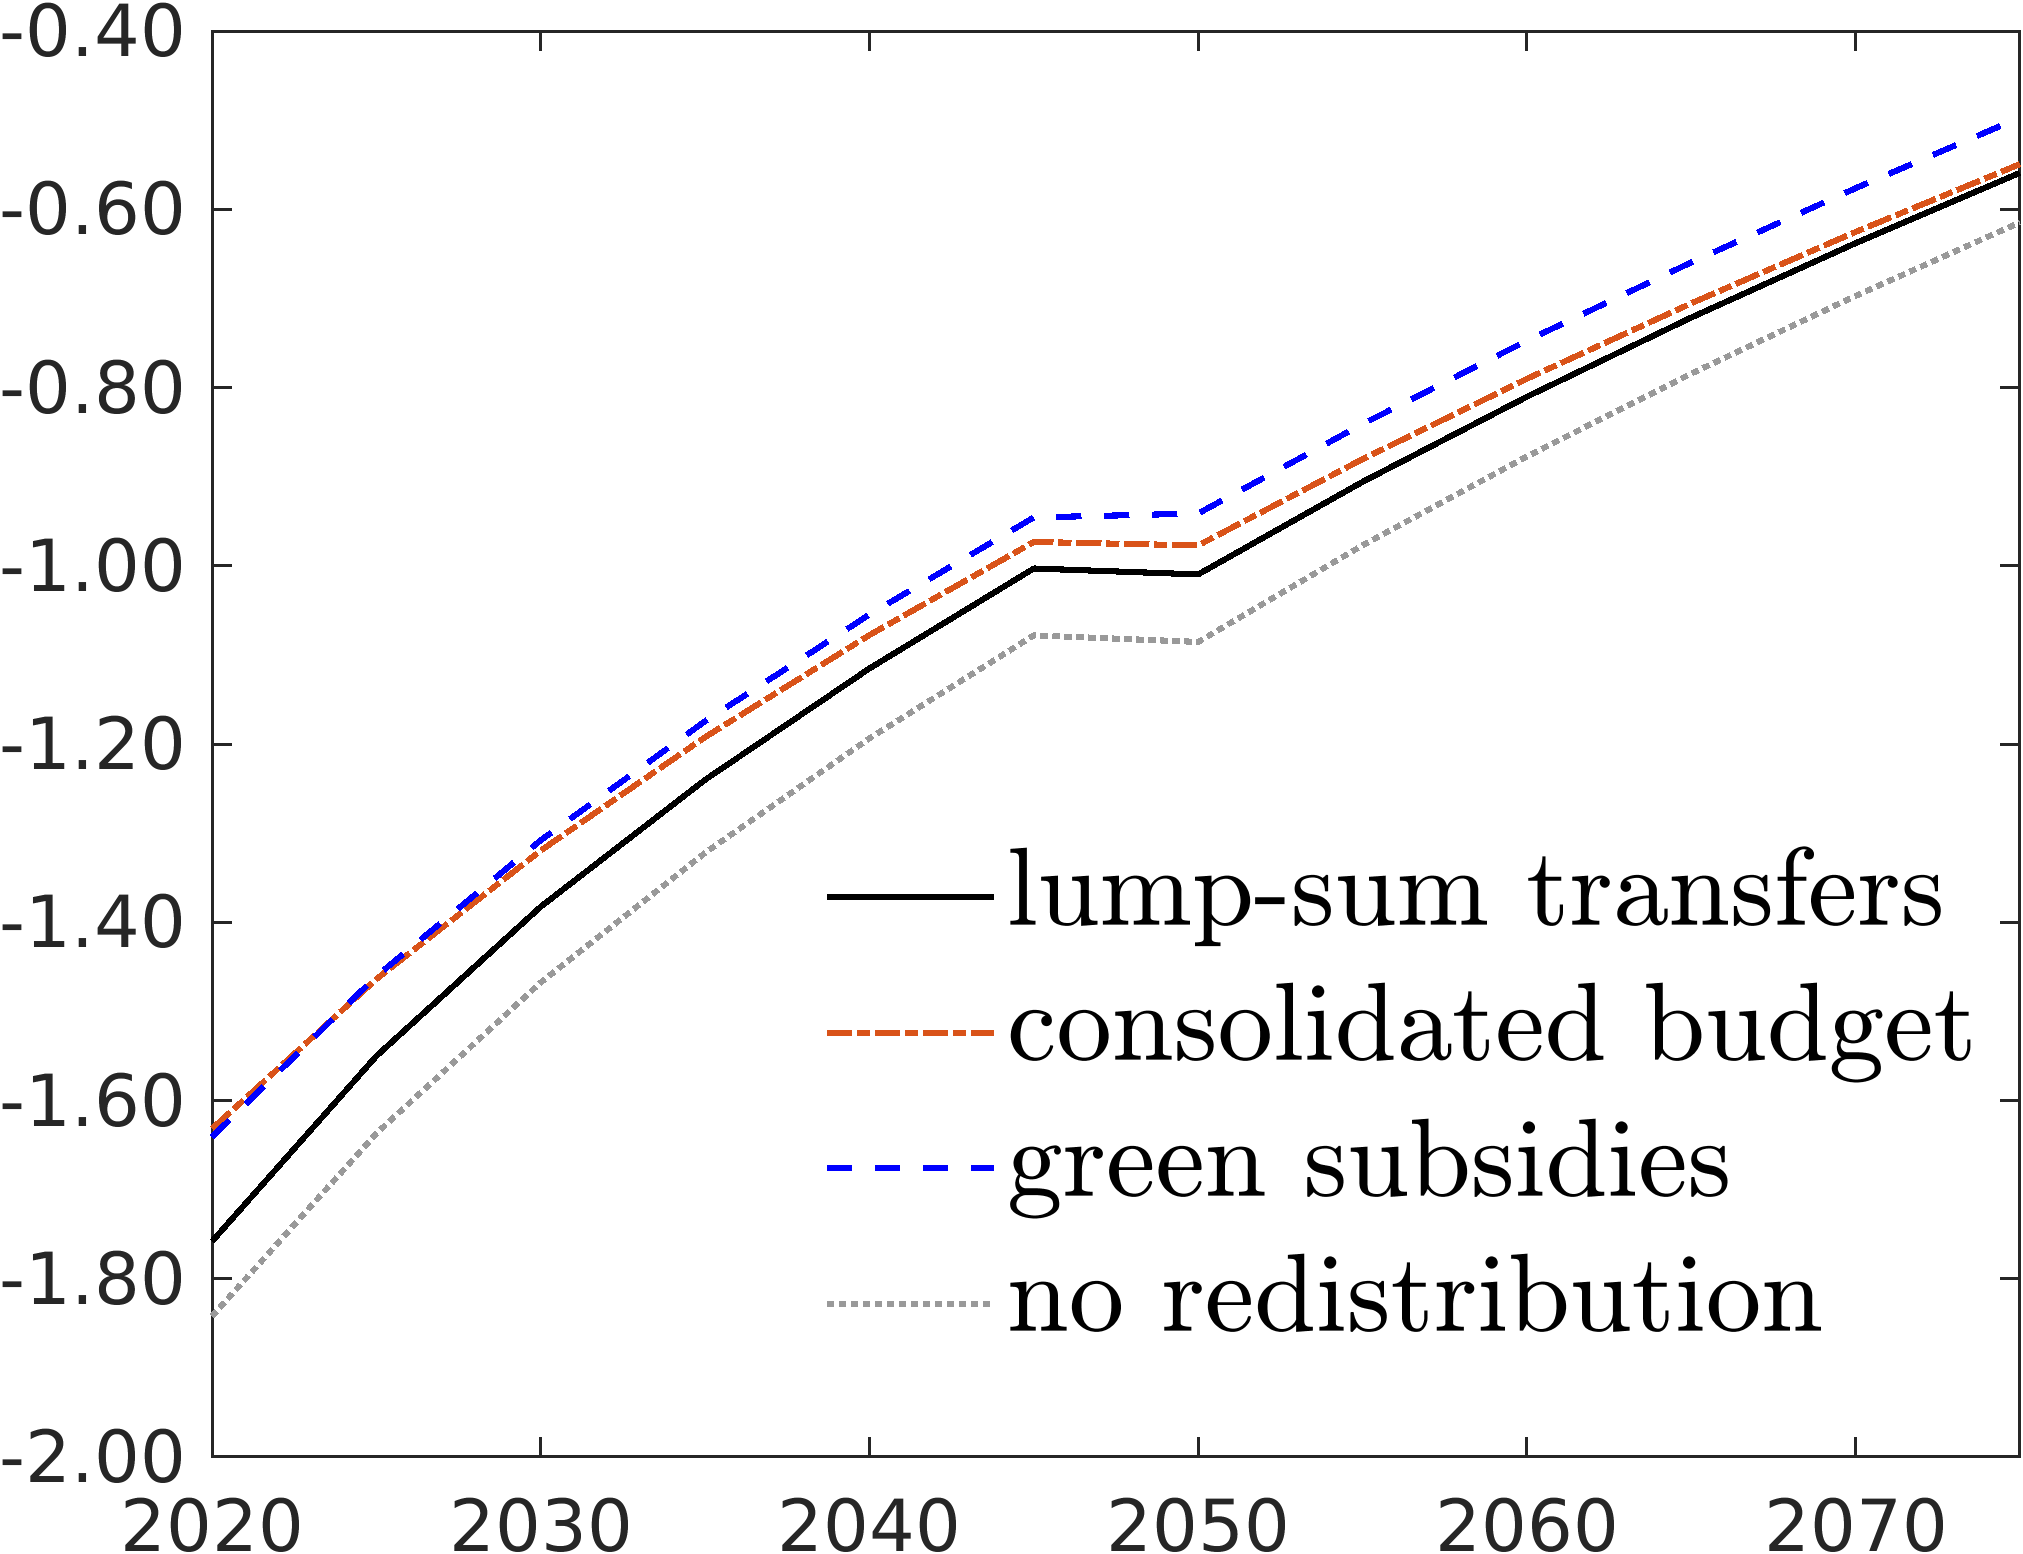 -0.40
-0.60
-0.80
-1.00
-1.20
-1.40
-1.60
-1.80
-2.00
2020 2030 2040 2050 2060 2070
lump-sum transfers
consolidated budget
green subsidies
no redistribution